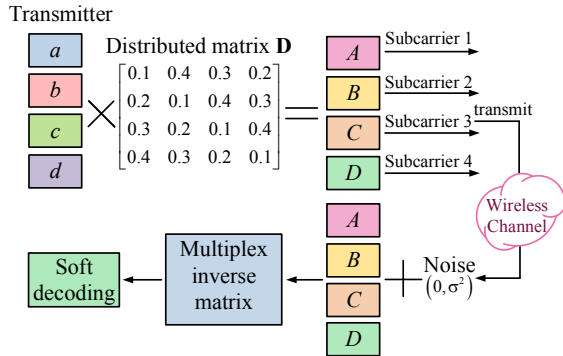 Transmitter
Distributed matrix D
a
b
c
d
0.1 0.4 0.3 0.2
0.2 0.1 0.4 0.3
0.3 0.2 0.1 0.4
0.4 0.3 0.2 0.1
A
B
C
D
Subcarrier 1
Subcarrier 2
Subcarrier 3
Subcarrier 4
transmit
Wireless
Channel
Noise
(0,σ²)
A
B
C
D
Multiplex
inverse
matrix
Soft
decoding